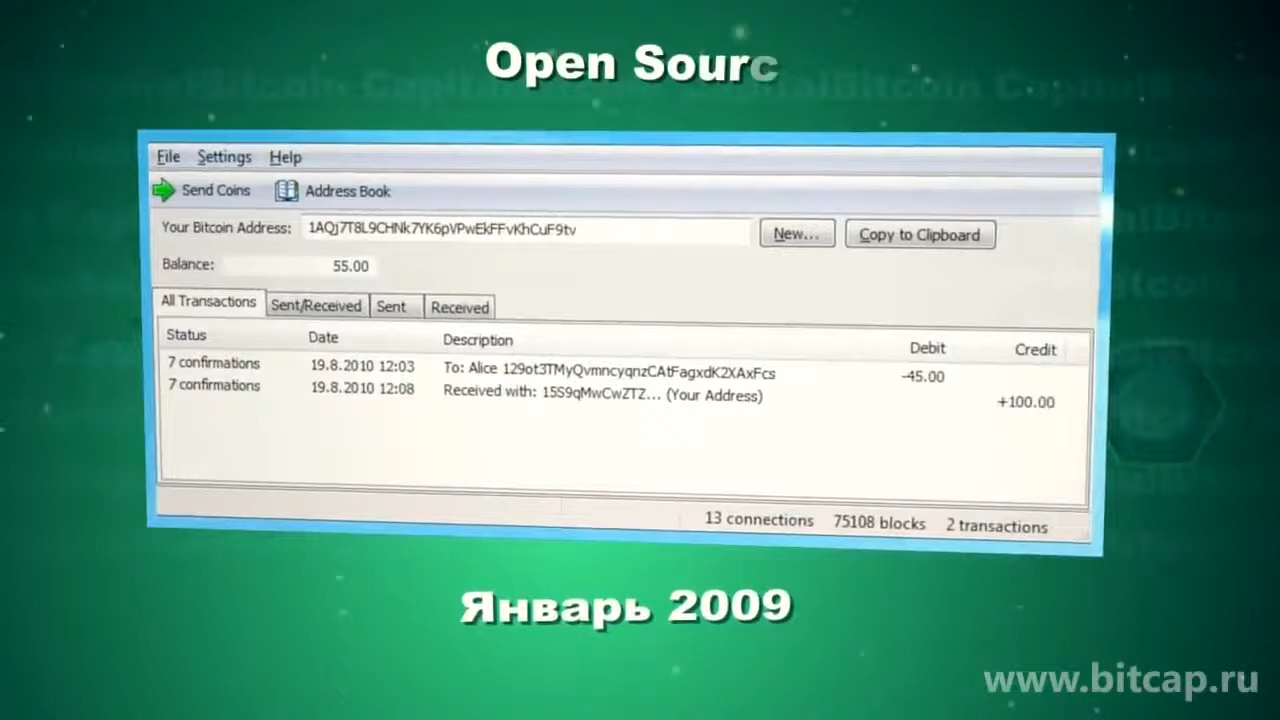 Open Sourc
File Settings Help
Send Coins Address Book
Your Bitcoin Address: 1AQj7T8L9CHNk7YK6pVPwEkFFvKhCuF9tv New... Copy to Clipboard
Balance: 55.00
All Transactions Sent/Received Sent Received
Status Date Description Debit Credit
7 confirmations 19.8.2010 12:03 To: Alice 129ot3TMyQvmncyqnzCAtFagxdK2XAxFcs -45.00
7 confirmations 19.8.2010 12:08 Received with: 15S9qMwCwZTZ... (Your Address) +100.00
13 connections 75108 blocks 2 transactions
Январь 2009
www.bitcap.ru